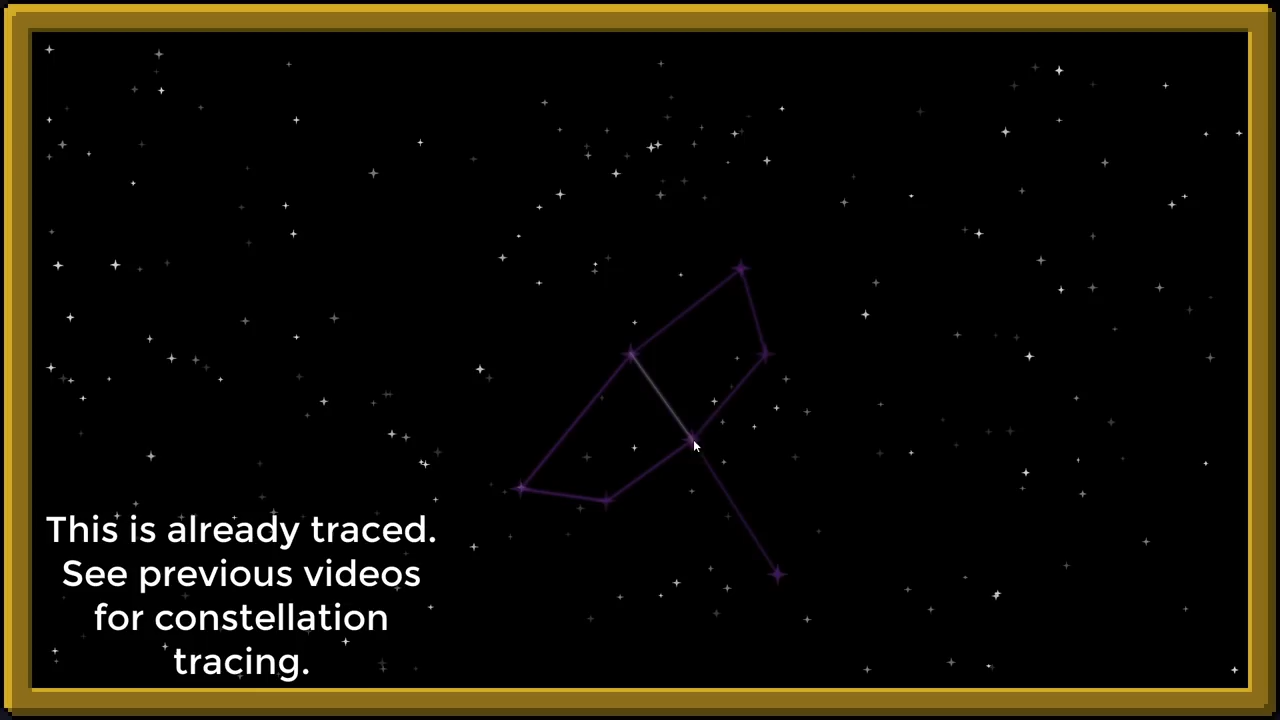 This is already traced.
See previous videos
for constellation
tracing.